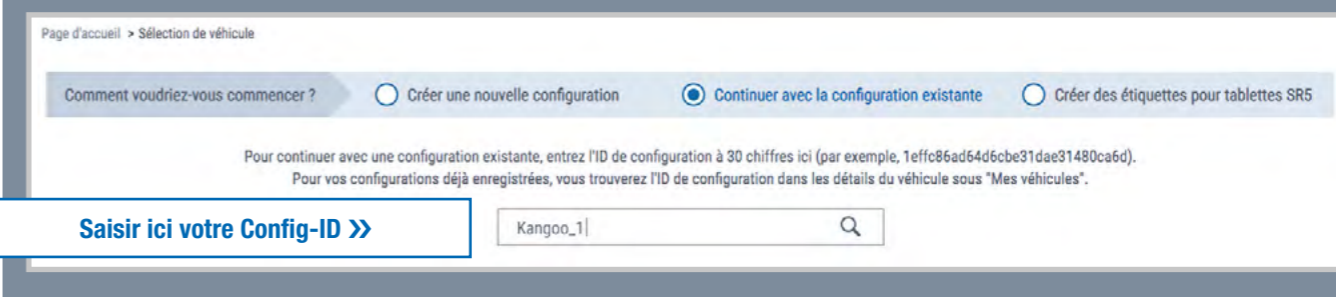 Page d'accueil > Sélection de véhicule
Comment voudriez-vous commencer ? Créer une nouvelle configuration Continuer avec la configuration existante Créer des étiquettes pour tablettes SR5
Pour continuer avec une configuration existante, entrez l'ID de configuration à 30 chiffres ici (par exemple, 1effc86ad64d6cbe31dae31480ca6d).
Pour vos configurations déjà enregistrées, vous trouverez l'ID de configuration dans les détails du véhicule sous "Mes véhicules".
Saisir ici votre Config-ID » Kangoo_1